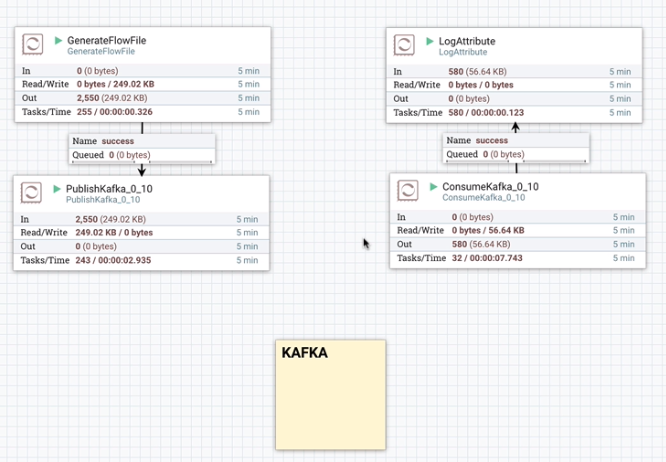 GenerateFlowFile
GenerateFlowFile
In 0 (0 bytes) 5 min
Read/Write 0 bytes / 249.02 KB 5 min
Out 2,550 (249.02 KB) 5 min
Tasks/Time 255 / 00:00:00.326 5 min
Name success
Queued 0 (0 bytes)
PublishKafka_0_10
PublishKafka_0_10
In 2,550 (249.02 KB) 5 min
Read/Write 249.02 KB / 0 bytes 5 min
Out 0 (0 bytes) 5 min
Tasks/Time 243 / 00:00:02.935 5 min
LogAttribute
LogAttribute
In 580 (56.64 KB) 5 min
Read/Write 0 bytes / 0 bytes 5 min
Out 0 (0 bytes) 5 min
Tasks/Time 580 / 00:00:00.123 5 min
Name success
Queued 0 (0 bytes)
ConsumeKafka_0_10
ConsumeKafka_0_10
In 0 (0 bytes) 5 min
Read/Write 0 bytes / 56.64 KB 5 min
Out 580 (56.64 KB) 5 min
Tasks/Time 32 / 00:00:07.743 5 min
KAFKA